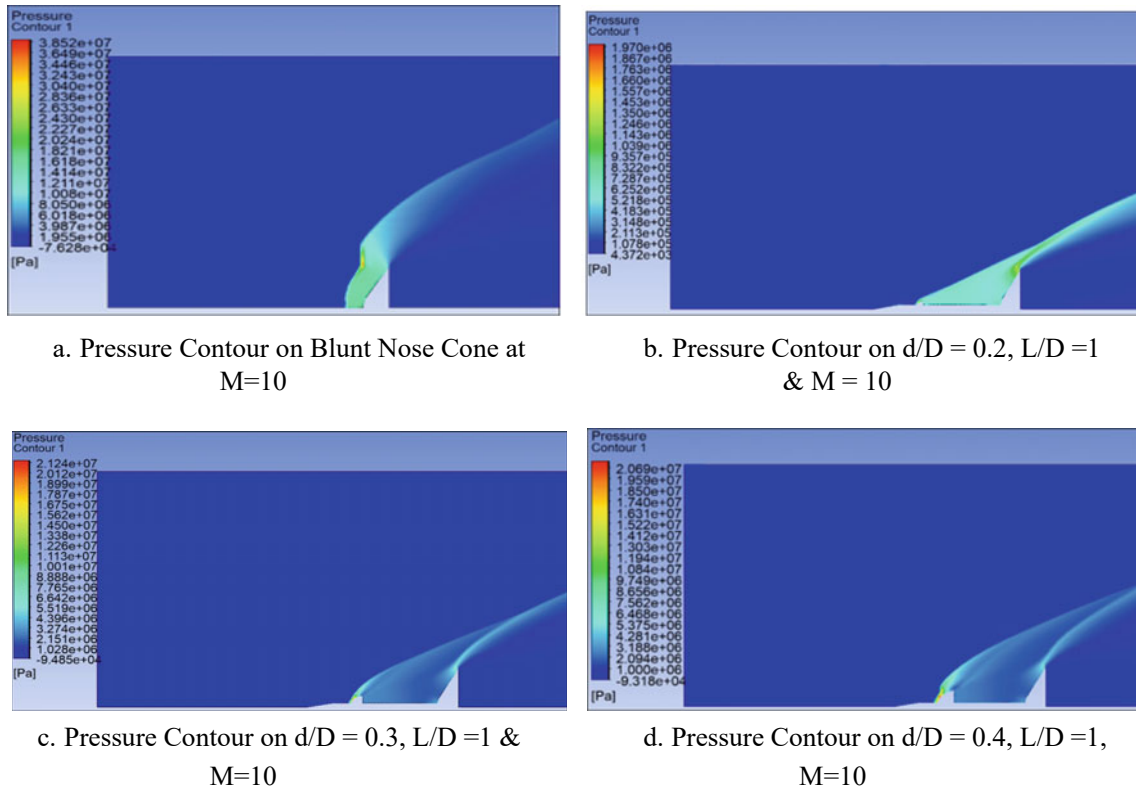 Pressure
Contour 1
3.852e+07
3.649e+07
3.446e+07
3.243e+07
3.040e+07
2.836e+07
2.633e+07
2.430e+07
2.227e+07
2.024e+07
1.821e+07
1.618e+07
1.414e+07
1.211e+07
1.008e+07
8.050e+06
6.018e+06
3.987e+06
1.955e+06
-7.628e+04
[Pa]
a. Pressure Contour on Blunt Nose Cone at
M=10
Pressure
Contour 1
1.970e+06
1.867e+06
1.763e+06
1.660e+06
1.557e+06
1.453e+06
1.350e+06
1.246e+06
1.143e+06
1.039e+06
9.357e+05
8.322e+05
7.287e+05
6.252e+05
5.218e+05
4.183e+05
3.148e+05
2.113e+05
1.078e+05
4.372e+03
[Pa]
b. Pressure Contour on d/D = 0.2, L/D =1
& M = 10
Pressure
Contour 1
2.124e+07
2.012e+07
1.899e+07
1.787e+07
1.675e+07
1.562e+07
1.450e+07
1.338e+07
1.226e+07
1.113e+07
1.001e+07
8.888e+06
7.765e+06
6.642e+06
5.519e+06
4.396e+06
3.274e+06
2.151e+06
1.028e+06
-9.485e+04
[Pa]
c. Pressure Contour on d/D = 0.3, L/D =1 &
M=10
Pressure
Contour 1
2.069e+07
1.959e+07
1.850e+07
1.740e+07
1.631e+07
1.522e+07
1.412e+07
1.303e+07
1.194e+07
1.084e+07
9.749e+06
8.656e+06
7.562e+06
6.468e+06
5.375e+06
4.281e+06
3.188e+06
2.094e+06
1.000e+06
-9.318e+04
[Pa]
d. Pressure Contour on d/D = 0.4, L/D=1,
M=10